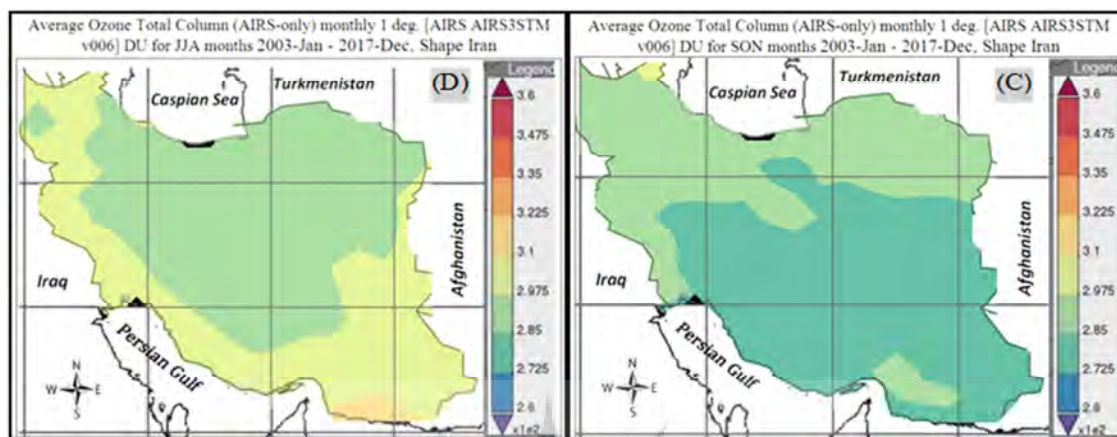 Average Ozone Total Column (AIRS-only) monthly 1 deg. [AIRS AIRS3STM
v006] DU for JJA months 2003-Jan - 2017-Dec, Shape Iran
Legend
(D)
Turkmenistan
Caspian Sea
3.6
3.475
3.35
3.225
3.1
2.975
2.85
2.725
2.6
x1e2
Afghanistan
Iraq
Persian Gulf
N
W E
S
Average Ozone Total Column (AIRS-only) monthly 1 deg. [AIRS AIRS3STM
v006] DU for SON months 2003-Jan - 2017-Dec, Shape Iran
Legend
(C)
Turkmenistan
Caspian Sea
3.6
3.475
3.35
3.225
3.1
2.975
2.85
2.725
2.6
x1e2
Afghanistan
Iraq
Persian Gulf
N
W E
S